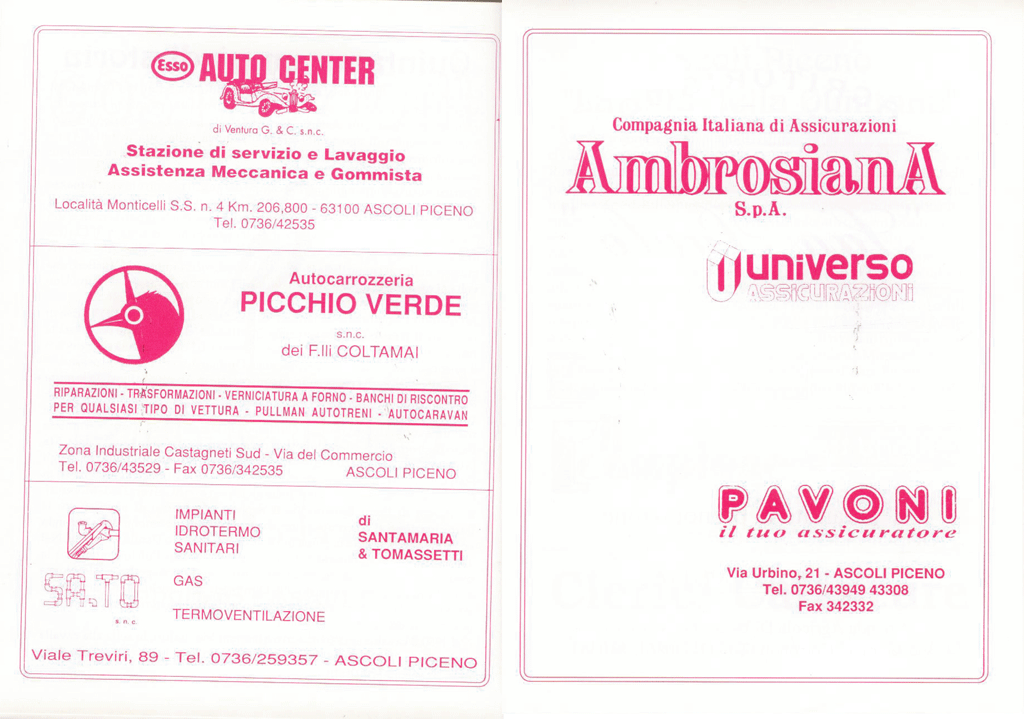 Esso AUTO CENTER
di Ventura G. & C. s.n.c.
Stazione di servizio e Lavaggio
Assistenza Meccanica e Gommista
Località Monticelli S.S. n. 4 Km. 206,800 - 63100 ASCOLI PICENO
Tel. 0736/42535
Autocarrozzeria
PICCHIO VERDE
s.n.c.
dei F.lli COLTAMAI
RIPARAZIONI - TRASFORMAZIONI - VERNICIATURA A FORNO - BANCHI DI RISCONTRO
PER QUALSIASI TIPO DI VETTURA - PULLMAN AUTOTRENI - AUTOCARAVAN
Zona Industriale Castagneti Sud - Via del Commercio
Tel. 0736/43529 - Fax 0736/342535 ASCOLI PICENO
IMPIANTI
IDROTERMO
SANITARI
di
SANTAMARIA
& TOMASSETTI
SA.TO
s.n.c.
GAS
TERMOVENTILAZIONE
Viale Treviri, 89 - Tel. 0736/259357 - ASCOLI PICENO
Compagnia Italiana di Assicurazioni
AmbrosianA
S.p.A.
universo
ASSiCURAZiONi
PAVONI
il tuo assicuratore
Via Urbino, 21 - ASCOLI PICENO
Tel. 0736/43949 43308
Fax 342332